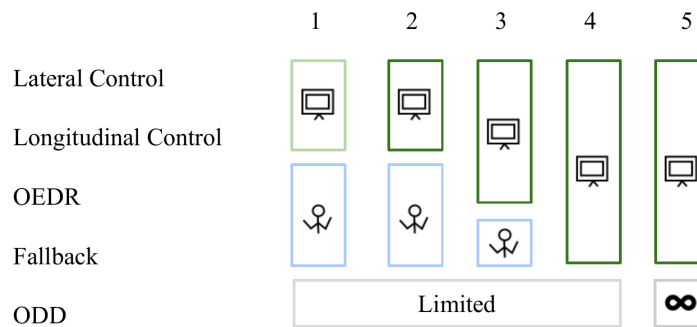 1 2 3 4 5
Lateral Control
Longitudinal Control
OEDR
Fallback
Limited ∞
ODD